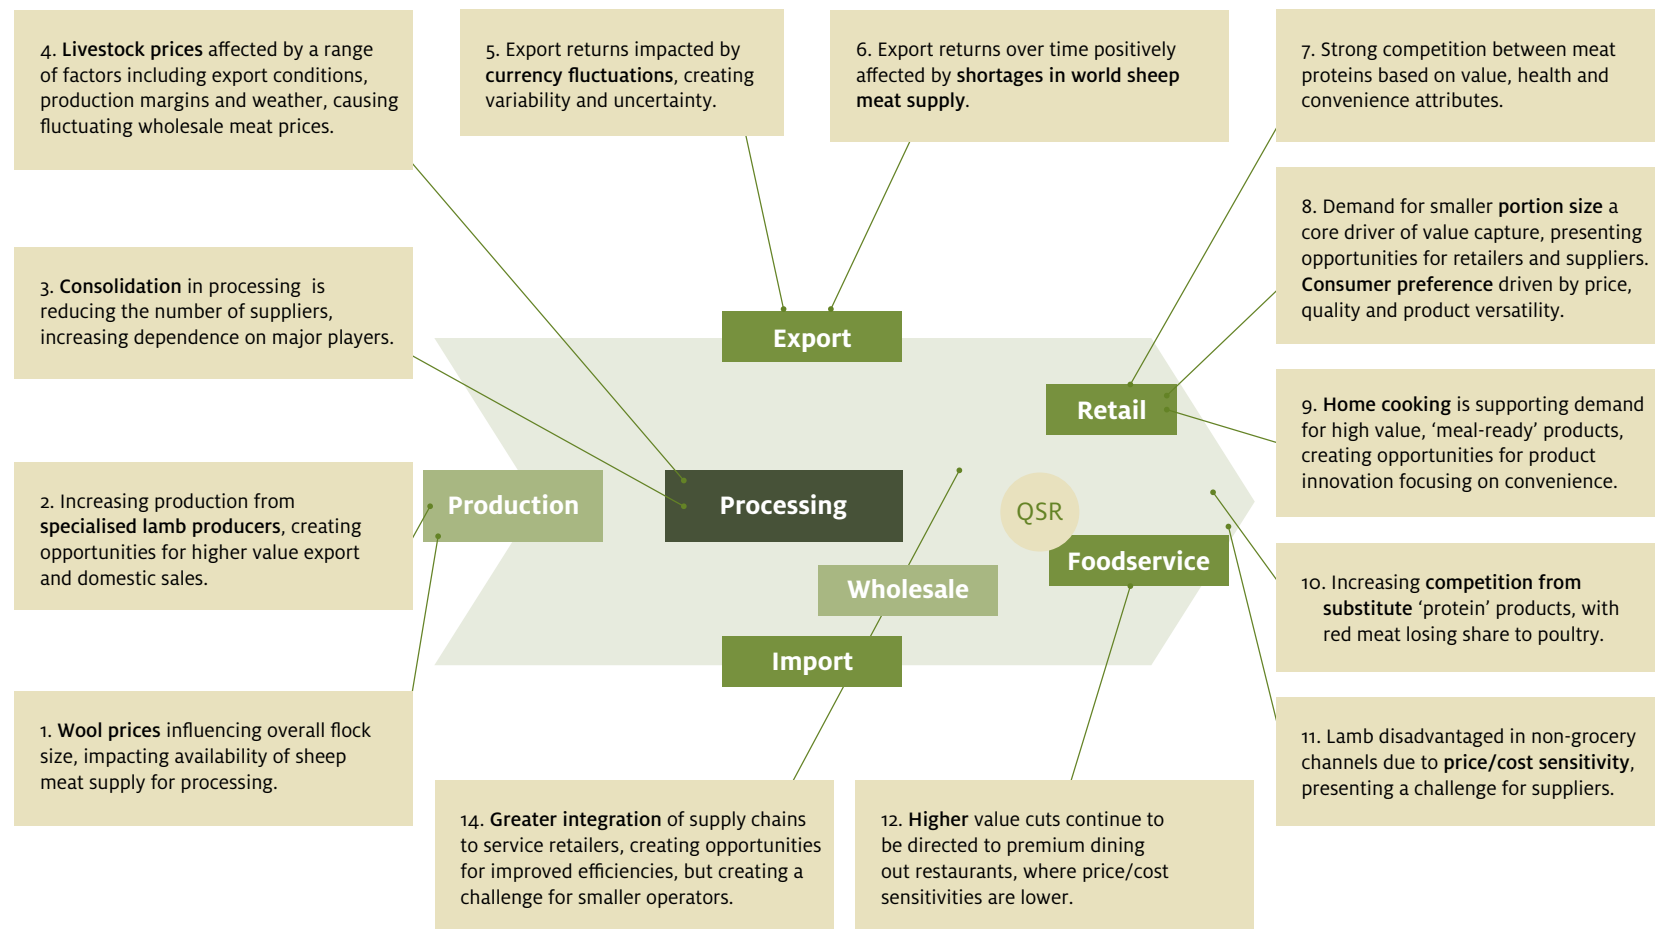 4. Livestock prices affected by a range
of factors including export conditions,
production margins and weather, causing
fluctuating wholesale meat prices.
5. Export returns impacted by
currency fluctuations, creating
variability and uncertainty.
6. Export returns over time positively
affected by shortages in world sheep
meat supply.
7. Strong competition between meat
proteins based on value, health and
convenience attributes.
8. Demand for smaller portion size a
core driver of value capture, presenting
opportunities for retailers and suppliers.
Consumer preference driven by price,
quality and product versatility.
3. Consolidation in processing is
reducing the number of suppliers,
increasing dependence on major players.
Export
Retail
9. Home cooking is supporting demand
for high value, ‘meal-ready’ products,
creating opportunities for product
innovation focusing on convenience.
2. Increasing production from
specialised lamb producers, creating
opportunities for higher value export
and domestic sales.
Production
Processing
QSR
Foodservice
Wholesale
Import
10. Increasing competition from
substitute ‘protein’ products, with
red meat losing share to poultry.
1. Wool prices influencing overall flock
size, impacting availability of sheep
meat supply for processing.
11. Lamb disadvantaged in non-grocery
channels due to price/cost sensitivity,
presenting a challenge for suppliers.
14. Greater integration of supply chains
to service retailers, creating opportunities
for improved efficiencies, but creating a
challenge for smaller operators.
12. Higher value cuts continue to
be directed to premium dining
out restaurants, where price/cost
sensitivities are lower.